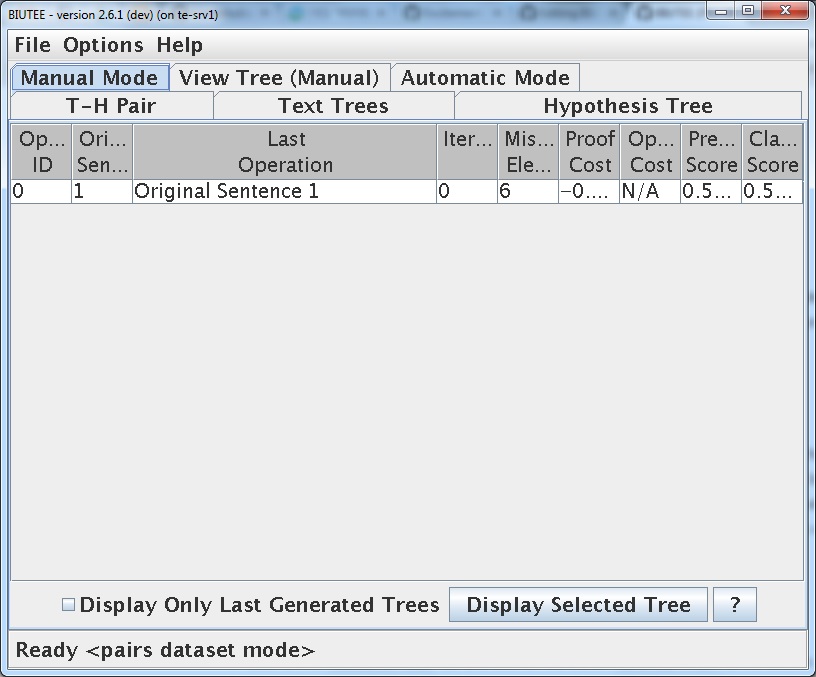 BIUTEE - version 2.6.1 (dev) (on te-srv1)
File Options Help
Manual Mode View Tree (Manual) Automatic Mode
T-H Pair Text Trees Hypothesis Tree
Op... Ori... Last Iter... Mis... Proof Op... Pre... Cla...
ID Sen... Operation Ele... Cost Cost Score Score
0 1 Original Sentence 1 0 6 -0.... N/A 0.5... 0.5...
Display Only Last Generated Trees Display Selected Tree ?
Ready <pairs dataset mode>